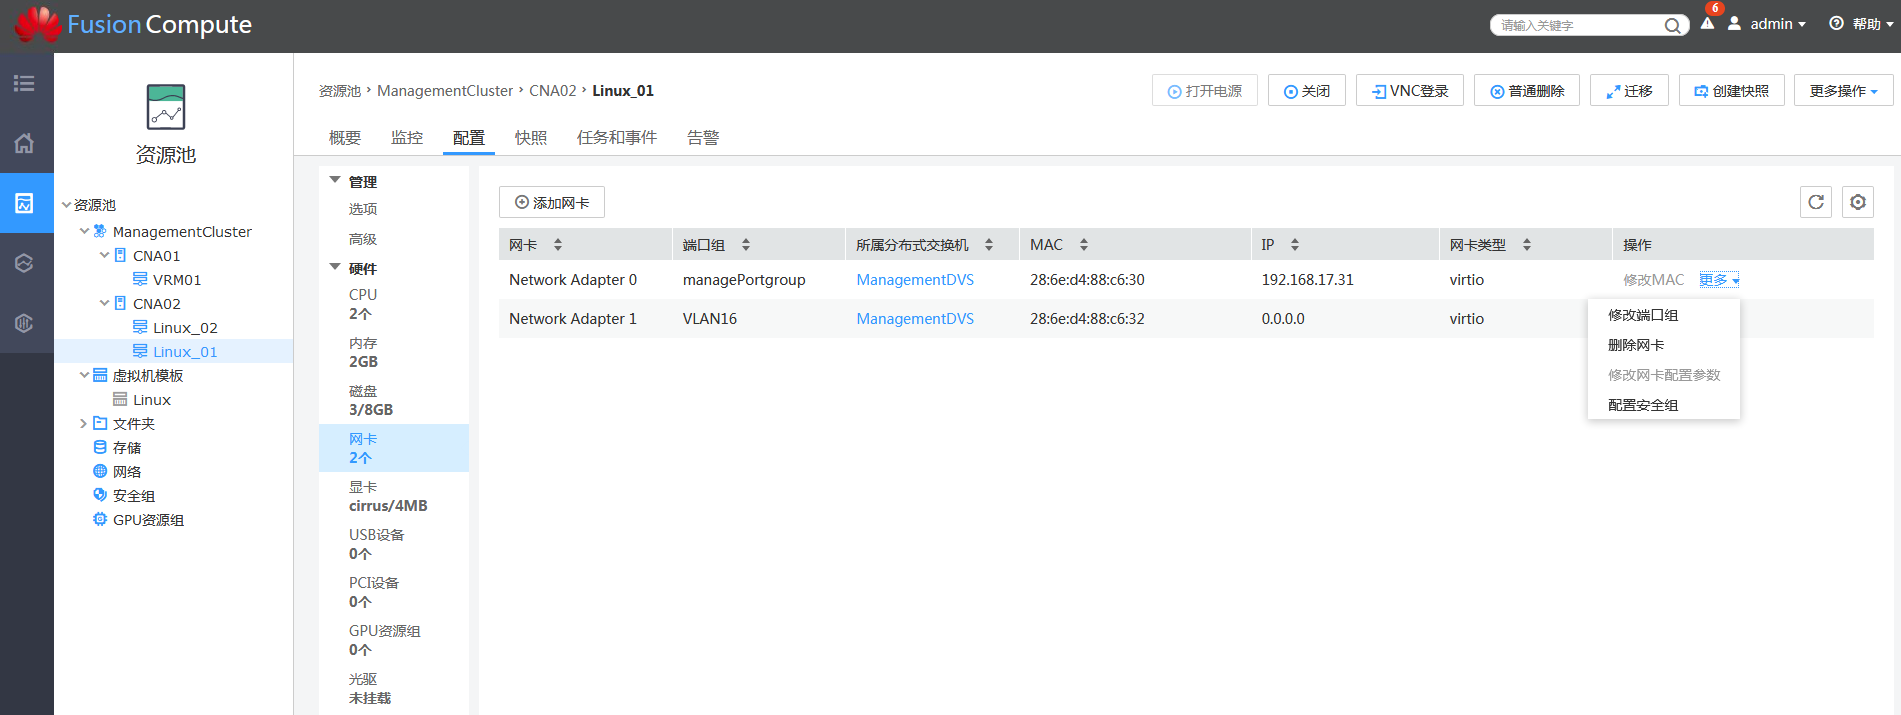 FusionCompute
请输入关键字
6
admin
帮助
资源池
资源池
ManagementCluster
CNA01
VRM01
CNA02
Linux_02
Linux_01
虚拟机模板
Linux
文件夹
存储
网络
安全组
GPU资源组
资源池 › ManagementCluster › CNA02 › Linux_01
打开电源 关闭 VNC登录 普通删除 迁移 创建快照 更多操作
概要 监控 配置 快照 任务和事件 告警
管理
选项
高级
硬件
CPU
2个
内存
2GB
磁盘
3/8GB
网卡
2个
显卡
cirrus/4MB
USB设备
0个
PCI设备
0个
GPU资源组
0个
光驱
未挂载
添加网卡
网卡 端口组 所属分布式交换机 MAC IP 网卡类型 操作
Network Adapter 0 managePortgroup ManagementDVS 28:6e:d4:88:c6:30 192.168.17.31 virtio 修改MAC 更多
Network Adapter 1 VLAN16 ManagementDVS 28:6e:d4:88:c6:32 0.0.0.0 virtio
修改端口组
删除网卡
修改网卡配置参数
配置安全组